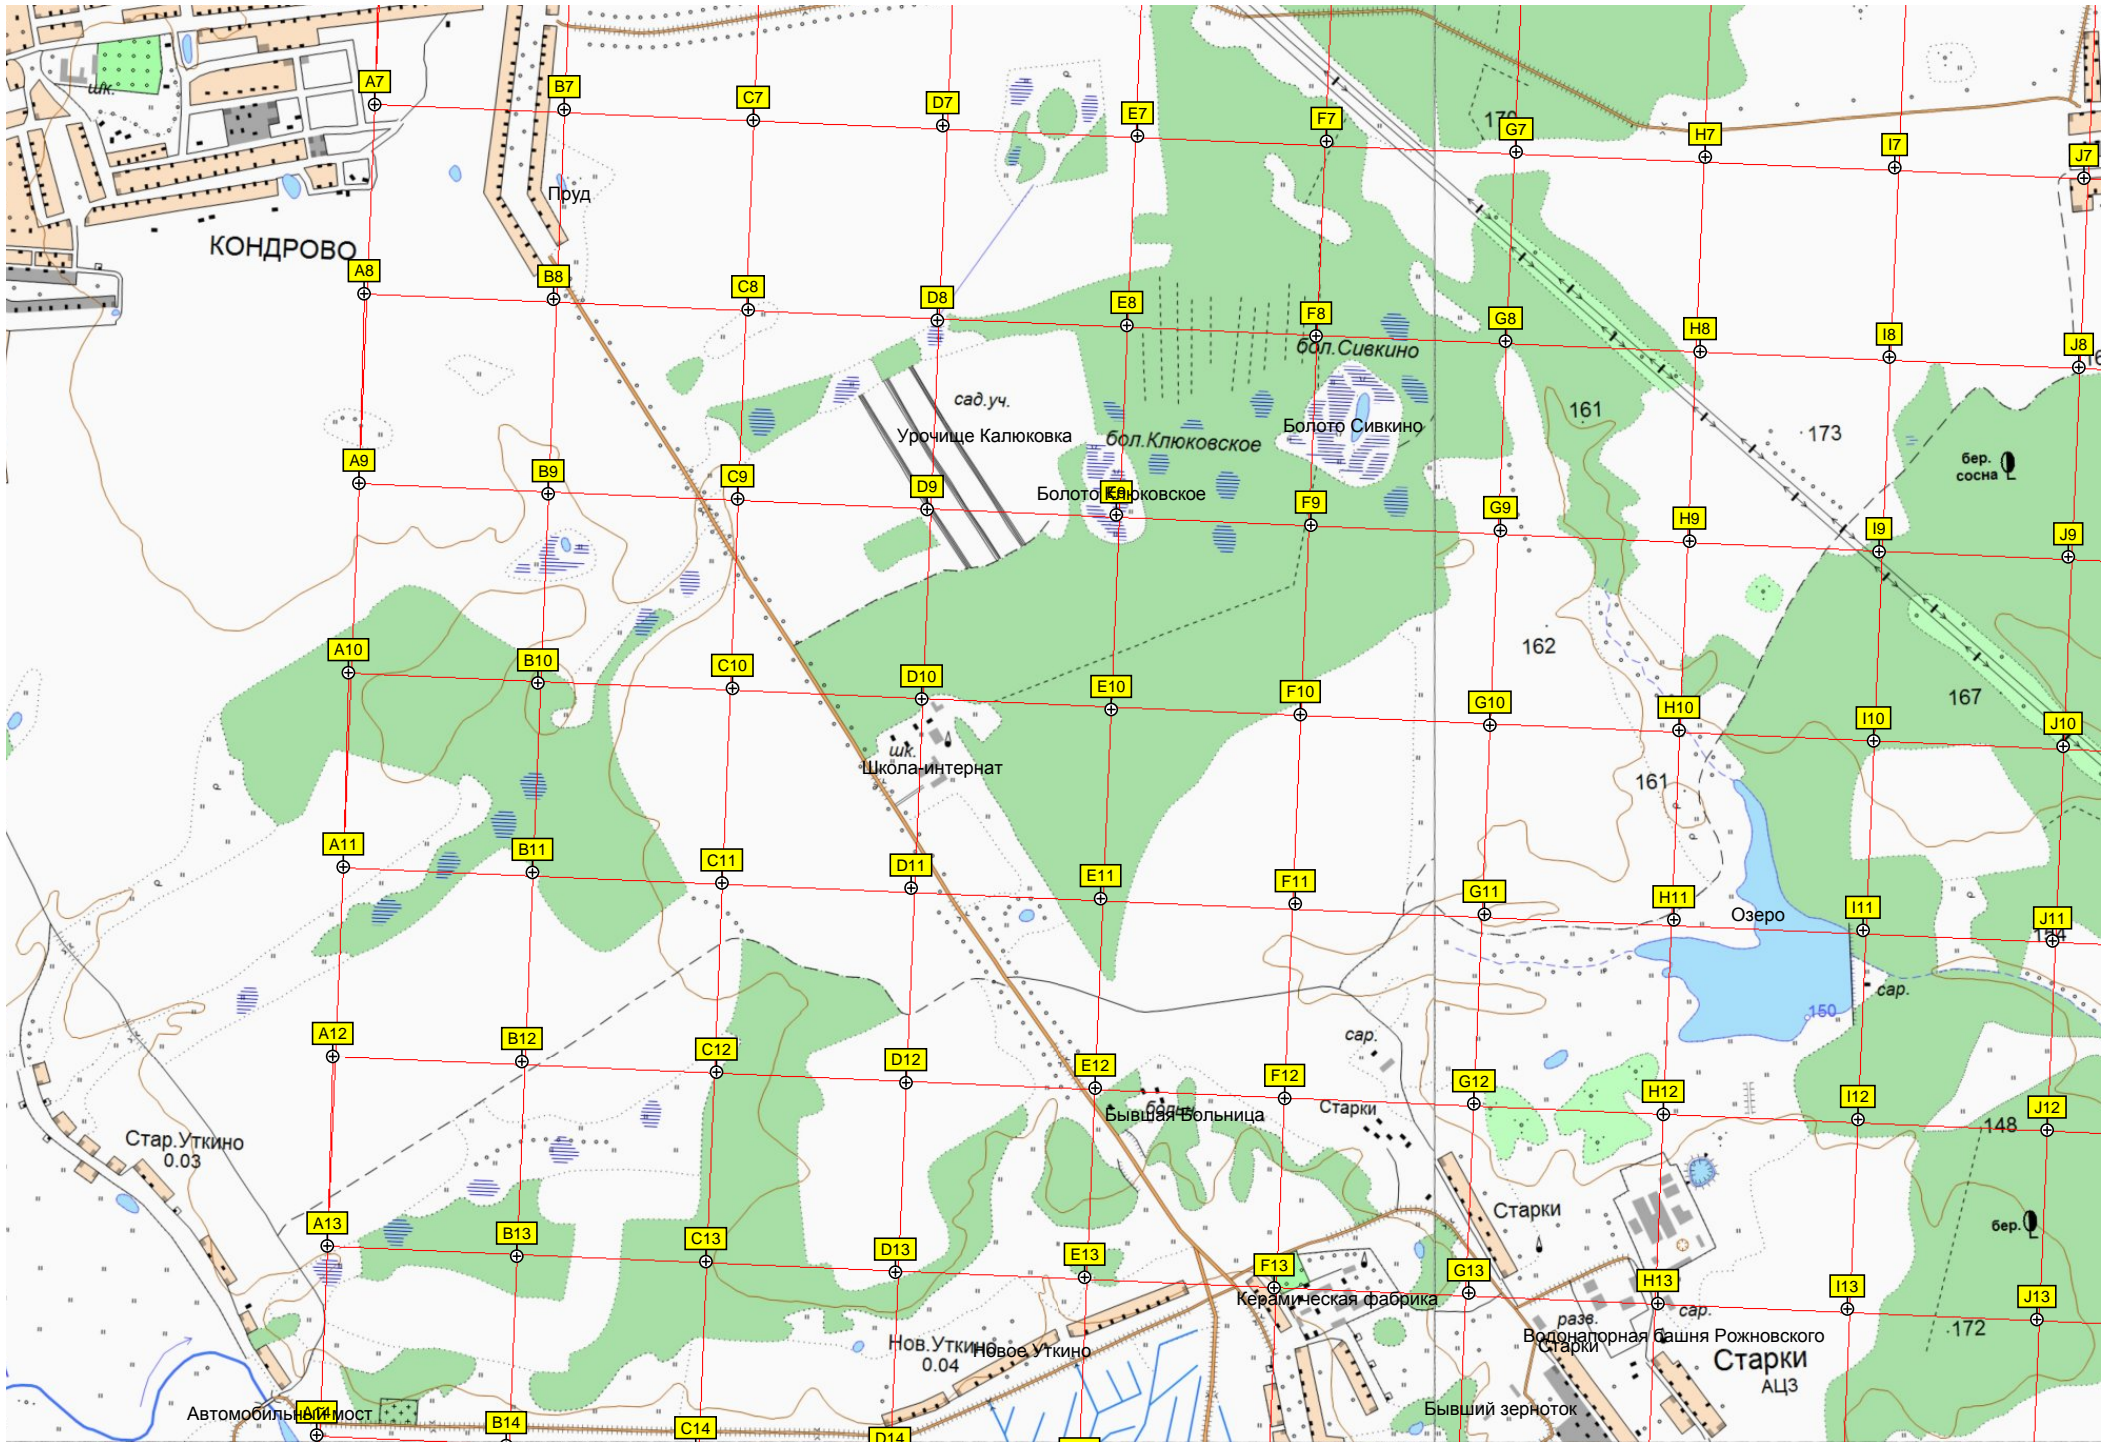 шк.
A7
B7
C7
D7
E7
F7
G7
H7
I7
J7
Пруд
КОНДРОВО
A8
B8
C8
D8
E8
F8
G8
H8
I8
J8
бол.Сивкино
сад.уч.
Урочище Калюковка
бол.Клюковское
Болото Сивкино
161
173
бер.
сосна
A9
B9
C9
D9
Болото Клюковское
E9
F9
G9
H9
I9
J9
162
167
A10
B10
C10
D10
E10
F10
G10
H10
I10
J10
шк.
Школа-интернат
161
A11
B11
C11
D11
E11
F11
G11
H11
I11
J11
Озеро
154
сар.
150
сар.
A12
B12
C12
D12
E12
F12
G12
H12
I12
J12
Бывшая Больница
Старки
148
Стар.Уткино
0.03
Старки
бер.
A13
B13
C13
D13
E13
F13
G13
H13
I13
J13
Керамическая фабрика
разв.
сар.
172
Водонапорная башня Рожновского
Старки
Нов.Уткино
0.04
Новое Уткино
Старки
АЦЗ
Автомобильный мост
A14
B14
C14
D14
Бывший зерноток